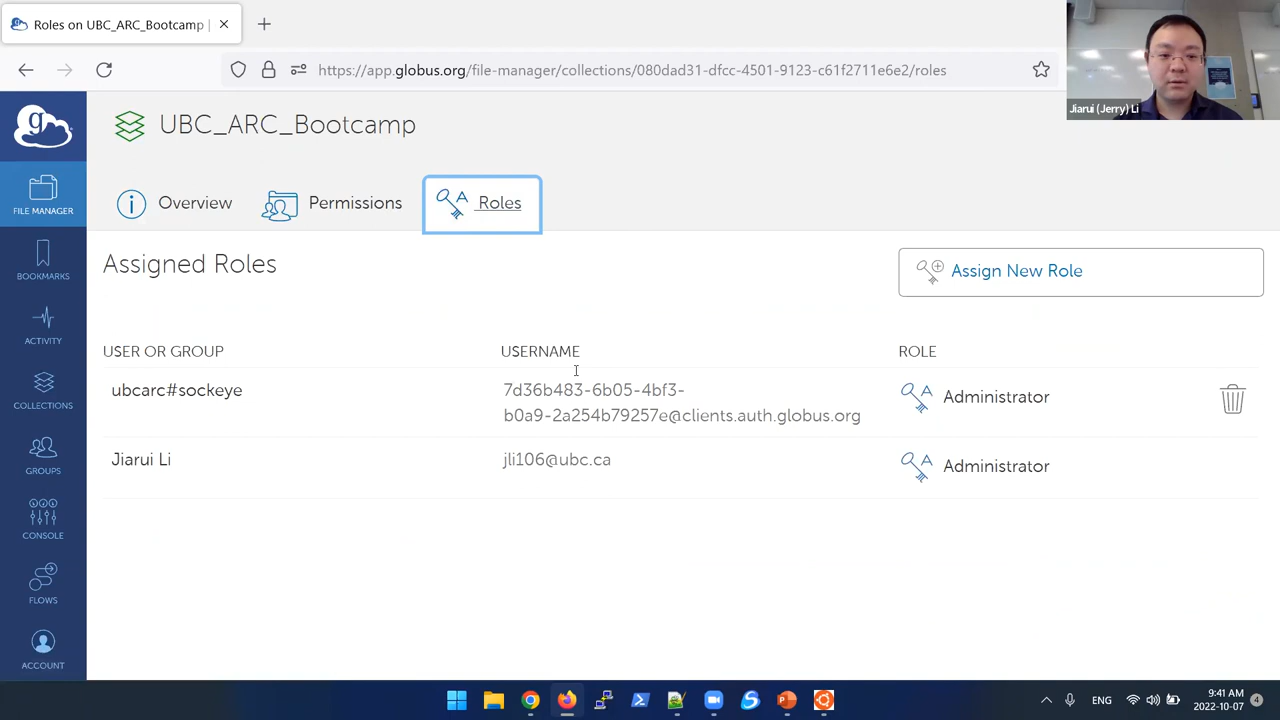 Roles on UBC_ARC_Bootcamp |
https://app.globus.org/file-manager/collections/080dad31-dfcc-4501-9123-c61f2711e6e2/roles
Jiarui (Jerry) Li
UBC_ARC_Bootcamp
FILE MANAGER
Overview
Permissions
Roles
BOOKMARKS
Assigned Roles
Assign New Role
ACTIVITY
USER OR GROUP
USERNAME
ROLE
COLLECTIONS
ubcarc#sockeye
7d36b483-6b05-4bf3-
b0a9-2a254b79257e@clients.auth.globus.org
Administrator
GROUPS
Jiarui Li
jli106@ubc.ca
Administrator
CONSOLE
FLOWS
ACCOUNT
ENG
9:41 AM
2022-10-07
4